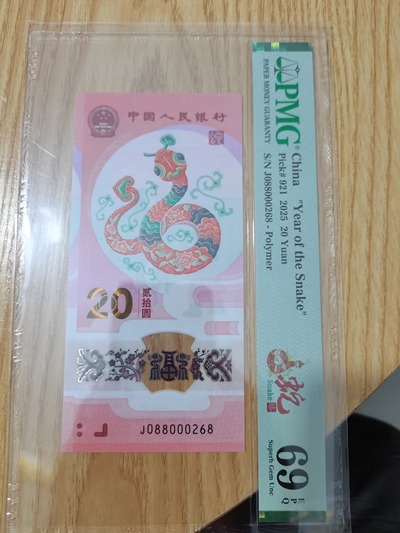 中国人民银行
20
贰拾圆
J088000268
PMG
PAPER MONEY GUARANTY
China "Year of the Snake"
Pick# 921 2025 20 Yuan
S/N J088000268 - Polymer
蛇
Snake
69 EPQ
Superb Gem Unc